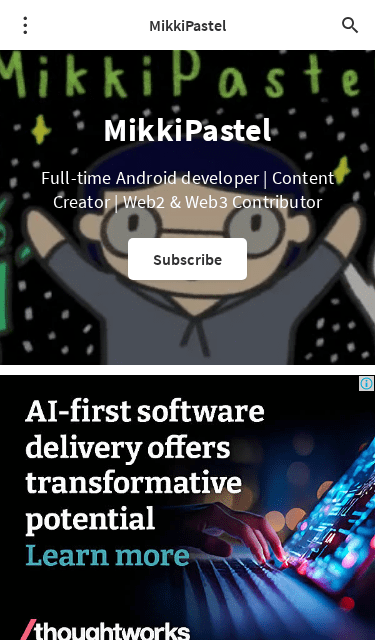 MikkiPastel
MikkiPaste
MikkiPastel
Full-time Android developer | Content
Creator | Web2 & Web3 Contributor
Subscribe
AI-first software
delivery offers
transformative
potential
Learn more
/thoughtworks